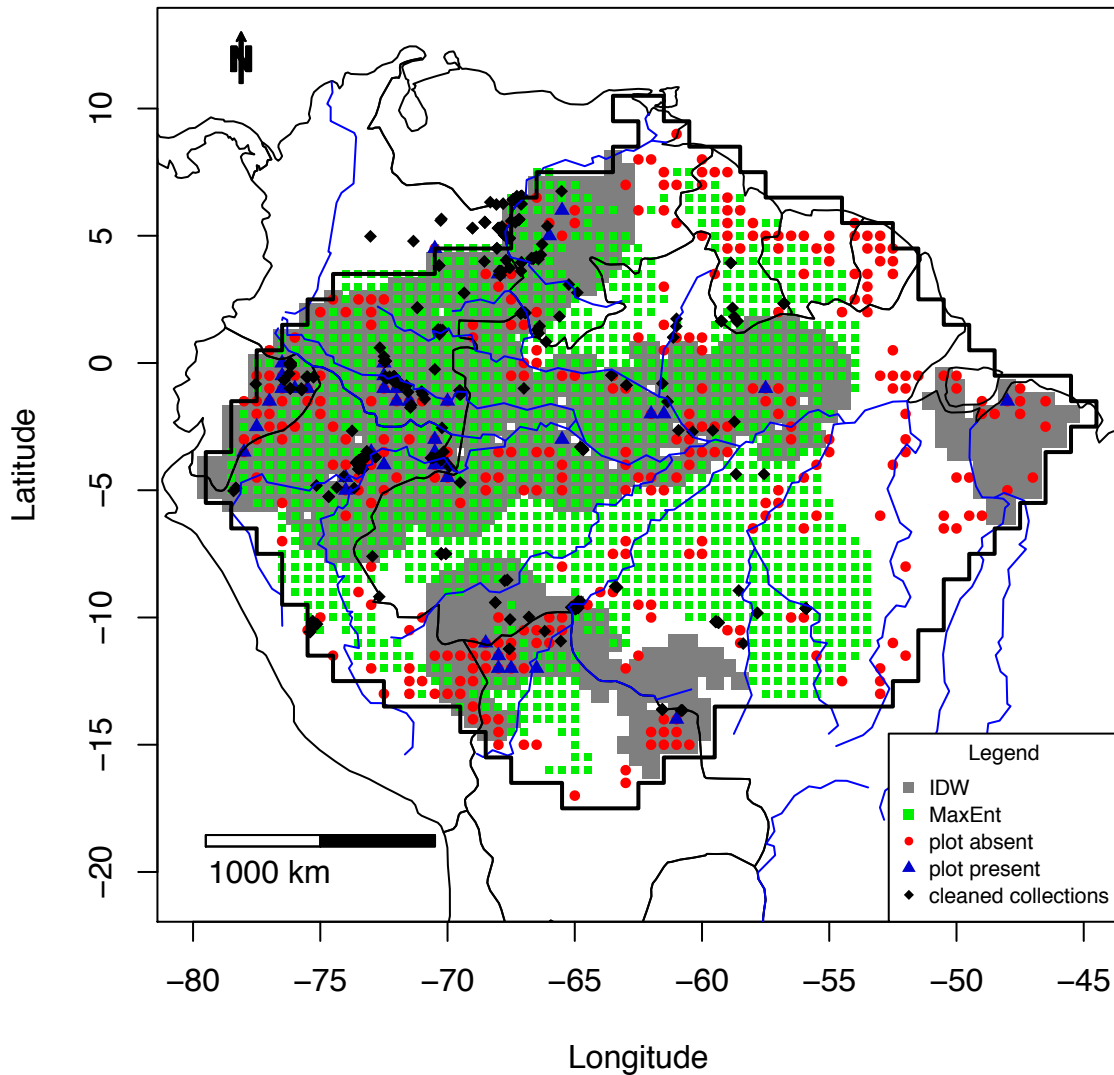 N
10
5
0
−5
−10
−15
−20
Latitude
1000 km
Legend
IDW
MaxEnt
plot absent
plot present
cleaned collections
−80 −75 −70 −65 −60 −55 −50 −45
Longitude